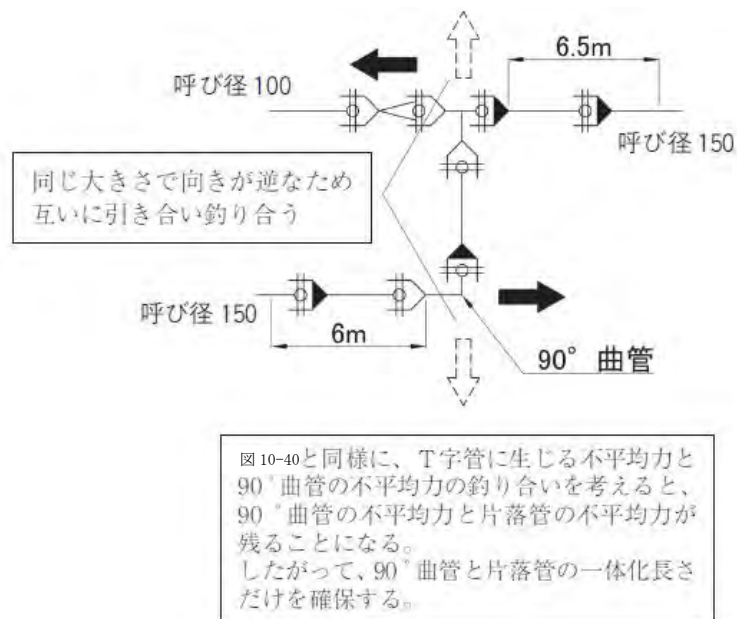 6.5m
呼び径 100
呼び径 150
同じ大きさで向きが逆なため
互いに引き合い釣り合う
呼び径 150
6m
90° 曲管
図 10-40と同様に、T字管に生じる不平均力と
90°曲管の不平均力の釣り合いを考えると、
90°曲管の不平均力と片落管の不平均力が
残ることになる。
したがって、90°曲管と片落管の一体化長さ
だけを確保する。